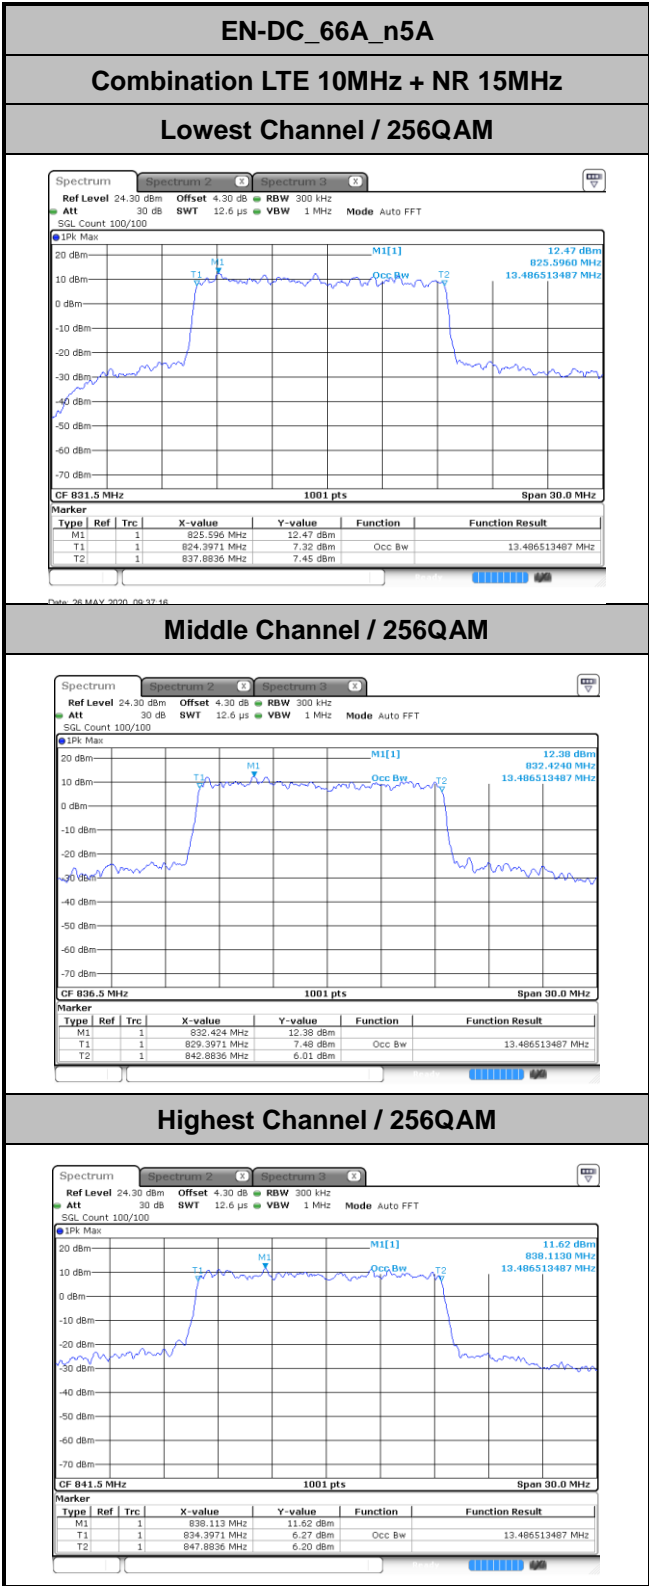 EN-DC_66A_n5A
Combination LTE 10MHz + NR 15MHz
Lowest Channel / 256QAM
Spectrum Spectrum 2 X Spectrum 3 X
Ref Level 24.30 dBm Offset 4.30 dB RBW 300 kHz
Att 30 dB SWT 12.6 µs VBW 1 MHz Mode Auto FFT
SGL Count 100/100
1Pk Max
M1[1] 12.47 dBm
825.5960 MHz
Occ Bw 13.486513487 MHz
M1
T1
T2
20 dBm
10 dBm
0 dBm
-10 dBm
-20 dBm
-30 dBm
-40 dBm
-50 dBm
-60 dBm
-70 dBm
CF 831.5 MHz 1001 pts Span 30.0 MHz
Marker
Type Ref Trc X-value Y-value Function Function Result
M1 1 825.596 MHz 12.47 dBm
T1 1 824.3971 MHz 7.32 dBm Occ Bw 13.486513487 MHz
T2 1 837.8836 MHz 7.45 dBm
Date: 26.MAY.2020 09:37:16
Middle Channel / 256QAM
Spectrum Spectrum 2 X Spectrum 3 X
Ref Level 24.30 dBm Offset 4.30 dB RBW 300 kHz
Att 30 dB SWT 12.6 µs VBW 1 MHz Mode Auto FFT
SGL Count 100/100
1Pk Max
M1[1] 12.38 dBm
832.4240 MHz
Occ Bw 13.486513487 MHz
M1
T1
T2
20 dBm
10 dBm
0 dBm
-10 dBm
-20 dBm
-30 dBm
-40 dBm
-50 dBm
-60 dBm
-70 dBm
CF 836.5 MHz 1001 pts Span 30.0 MHz
Marker
Type Ref Trc X-value Y-value Function Function Result
M1 1 832.424 MHz 12.38 dBm
T1 1 829.3971 MHz 7.48 dBm Occ Bw 13.486513487 MHz
T2 1 842.8836 MHz 6.01 dBm
Highest Channel / 256QAM
Spectrum Spectrum 2 X Spectrum 3 X
Ref Level 24.30 dBm Offset 4.30 dB RBW 300 kHz
Att 30 dB SWT 12.6 µs VBW 1 MHz Mode Auto FFT
SGL Count 100/100
1Pk Max
M1[1] 11.62 dBm
838.1130 MHz
Occ Bw 13.486513487 MHz
M1
T1
T2
20 dBm
10 dBm
0 dBm
-10 dBm
-20 dBm
-30 dBm
-40 dBm
-50 dBm
-60 dBm
-70 dBm
CF 841.5 MHz 1001 pts Span 30.0 MHz
Marker
Type Ref Trc X-value Y-value Function Function Result
M1 1 838.113 MHz 11.62 dBm
T1 1 834.3971 MHz 6.27 dBm Occ Bw 13.486513487 MHz
T2 1 847.8836 MHz 6.20 dBm